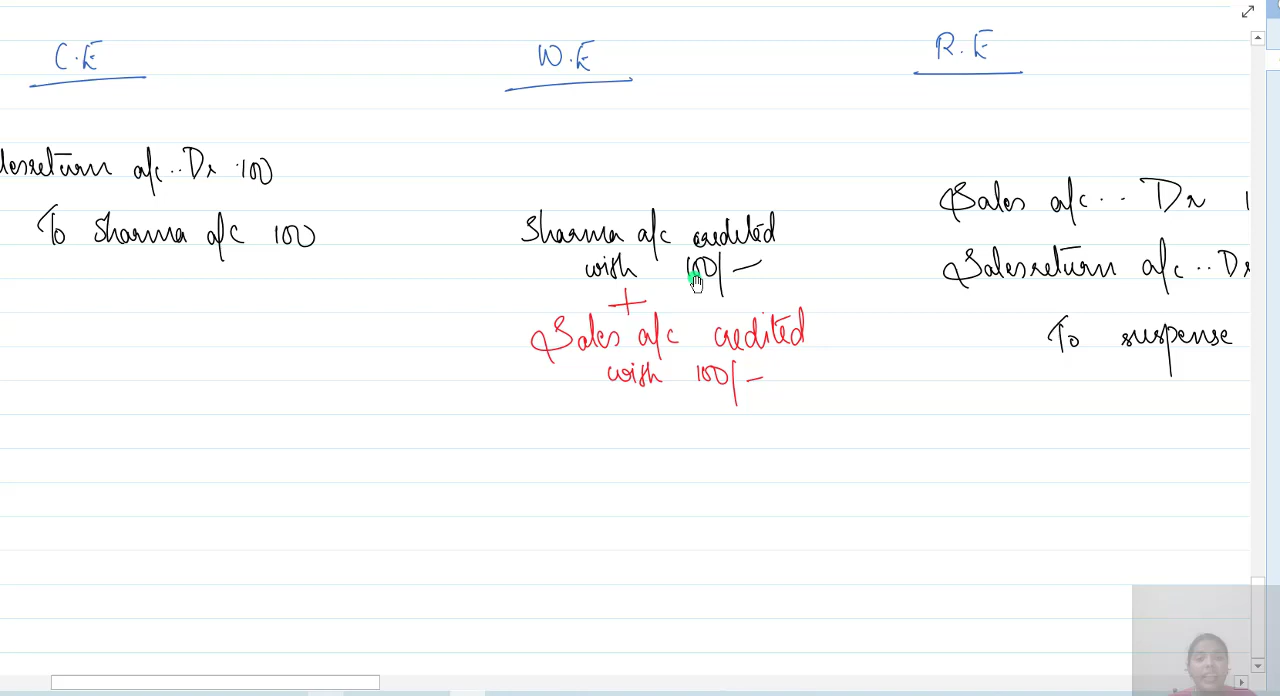 C.E
W.E
R.E
lesreturn a/c .. Dr 100
To Sharma a/c 100
Sharma a/c credited
with 100/-
+
Sales a/c credited
with 100/-
Sales a/c .. Dr 1
Salesreturn a/c .. Dr
To suspense